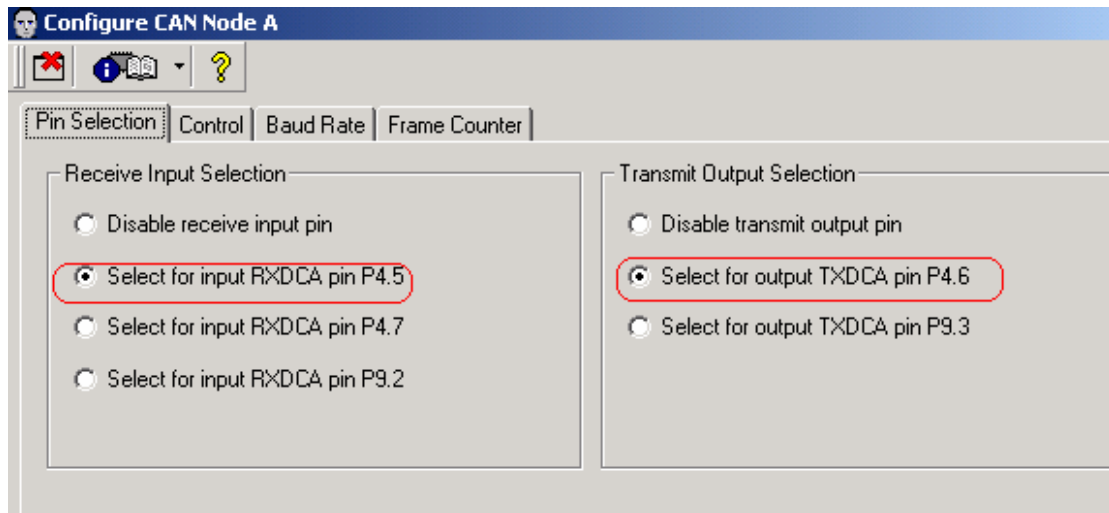 Configure CAN Node A
Pin Selection
Control
Baud Rate
Frame Counter
Receive Input Selection
Disable receive input pin
Select for input RXDCA pin P4.5
Select for input RXDCA pin P4.7
Select for input RXDCA pin P9.2
Transmit Output Selection
Disable transmit output pin
Select for output TXDCA pin P4.6
Select for output TXDCA pin P9.3